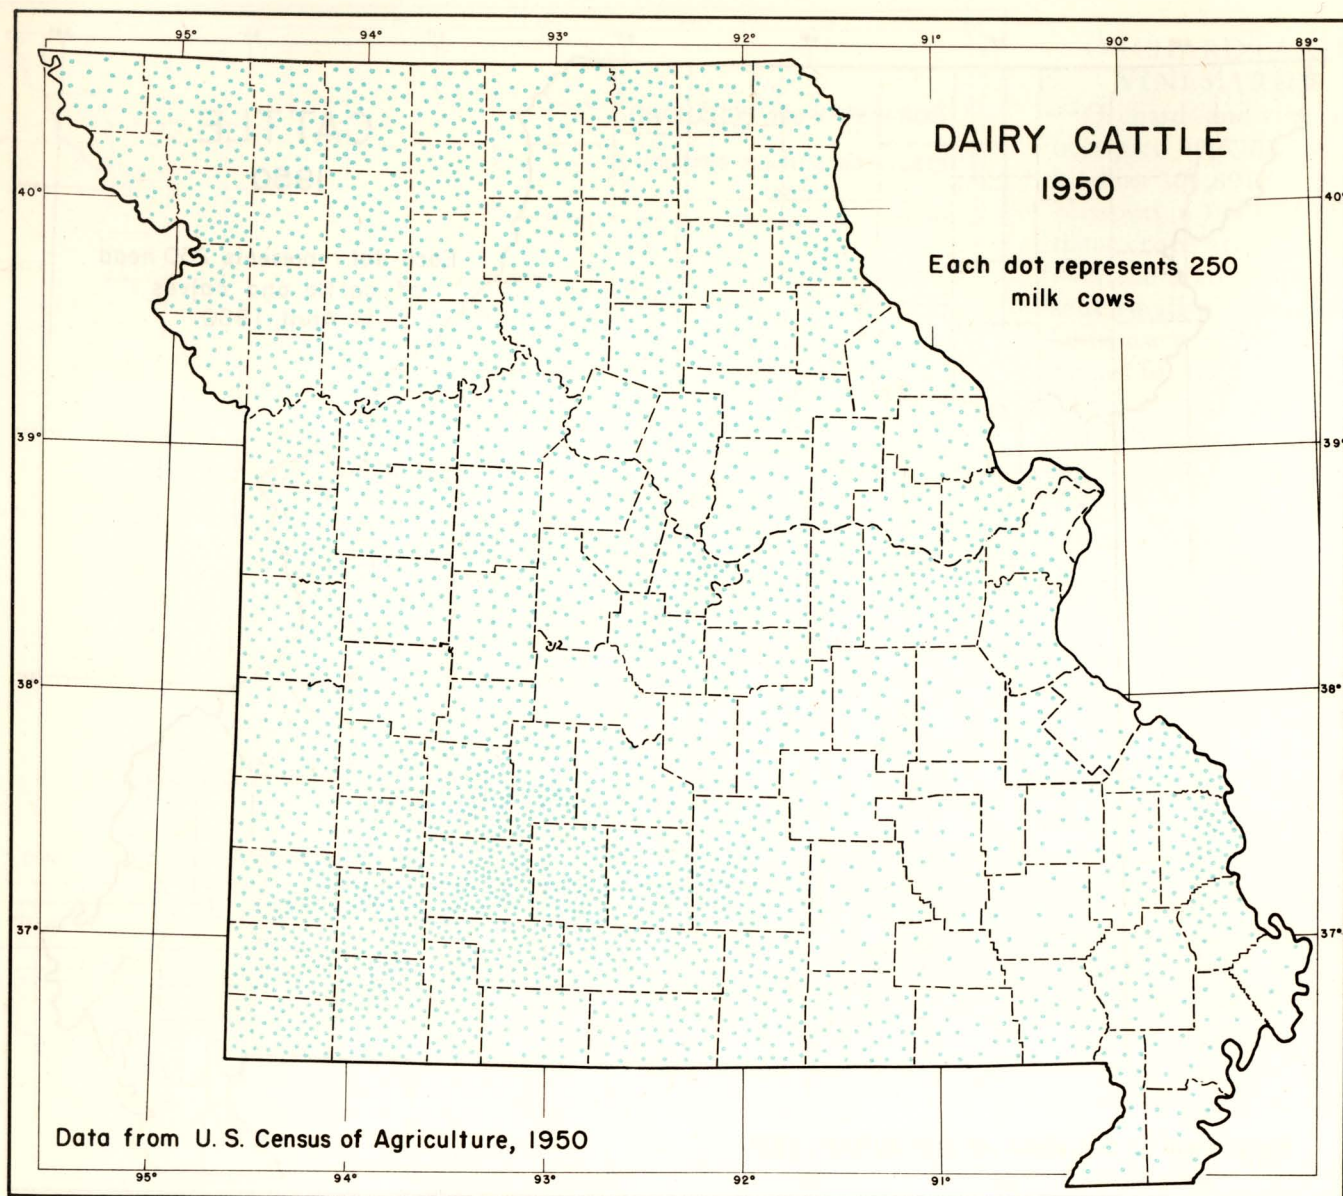 95° 94° 93° 92° 91° 90° 89°
DAIRY CATTLE
1950
40° 40°
Each dot represents 250
milk cows
39° 39°
38° 38°
37° 37°
Data from U. S. Census of Agriculture, 1950
95° 94° 93° 92° 91°